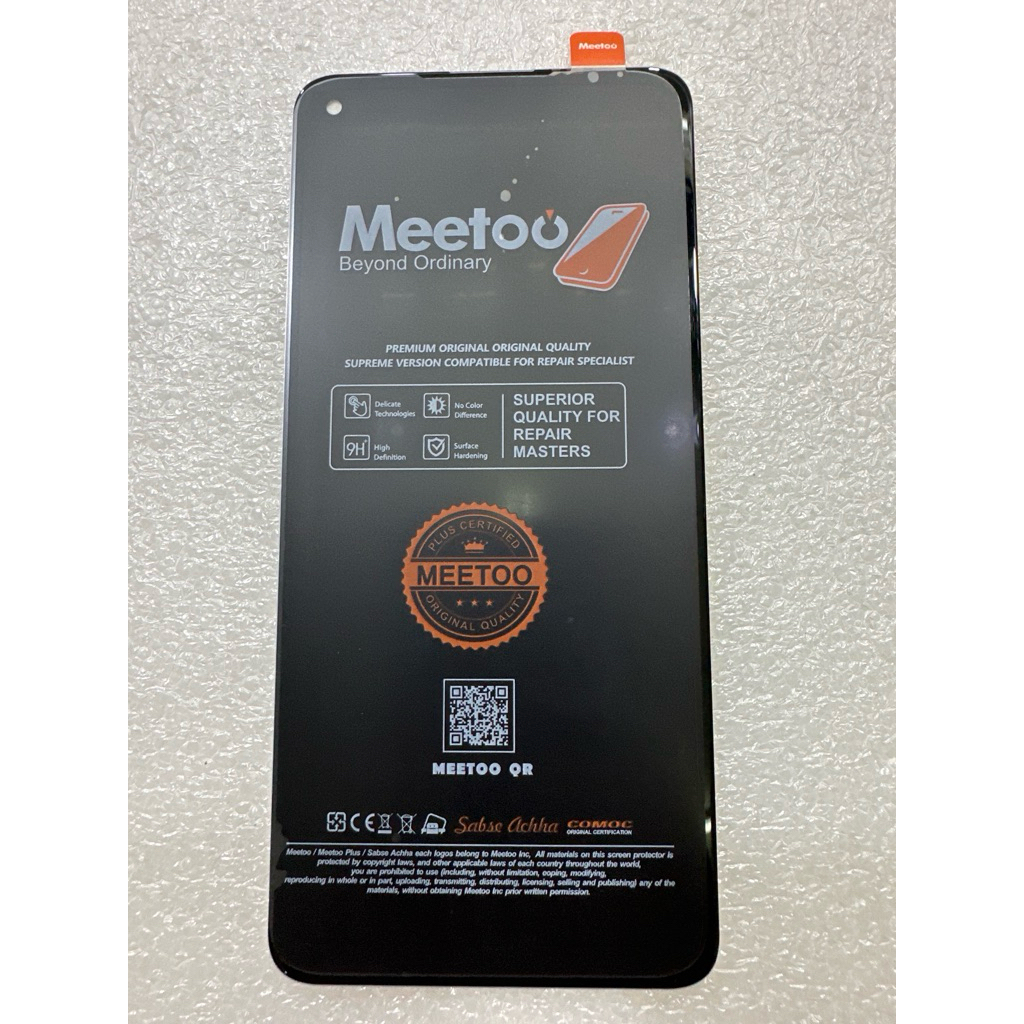 Meetoo
Meetoo
Beyond Ordinary
PREMIUM ORIGINAL ORIGINAL QUALITY
SUPREME VERSION COMPATIBLE FOR REPAIR SPECIALIST
Delicate
Technologies
No Color
Difference
9H
High
Definition
Surface
Hardening
SUPERIOR
QUALITY FOR
REPAIR
MASTERS
PLUS CERTIFIED
MEETOO
ORIGINAL QUALITY
MEETOO QR
CE
Sabse Achha
COMOC
ORIGINAL CERTIFICATION
Meetoo / Meetoo Plus / Sabse Achha each logos belong to Meetoo Inc, All materials on this screen protector is
protected by copyright laws, and other applicable laws of each country throughout the world,
you are prohibited to use (including, without limitation, coping, modifying,
reproducing in whole or in part, uploading, transmitting, distributing, licensing, selling and publishing) any of the
materials, without obtaining Meetoo Inc prior written permission.